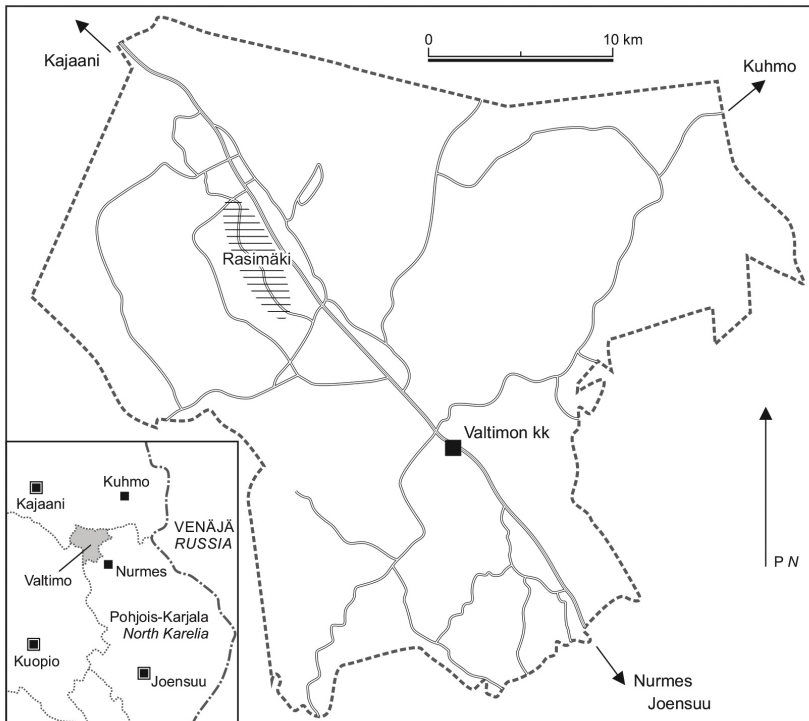 Kajaani
0
10 km
Kuhmo
Rasimäki
Valtimon kk
P N
Nurmes
Joensuu
Kajaani
Kuhmo
VENÄJÄ
RUSSIA
Valtimo
Nurmes
Pohjois-Karjala
North Karelia
Kuopio
Joensuu